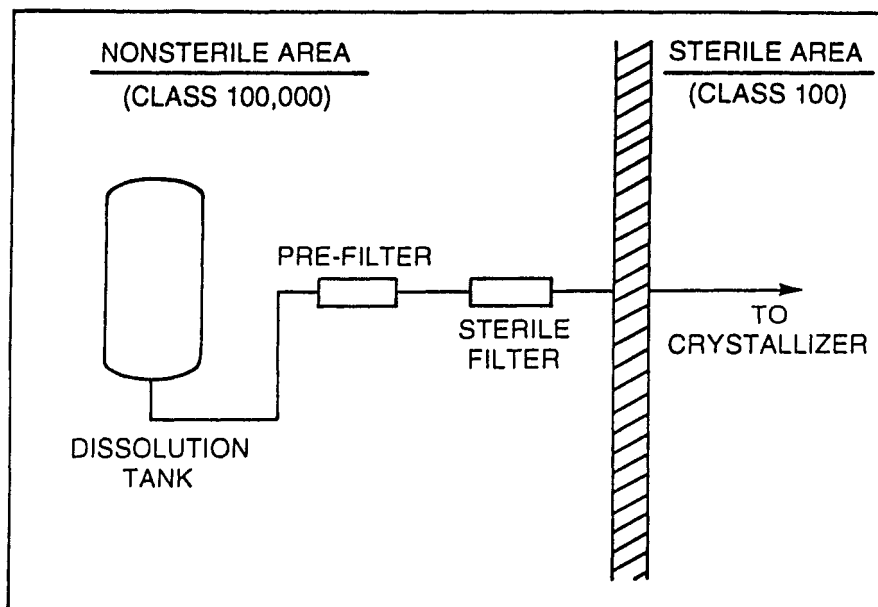 NONSTERILE AREA
(CLASS 100,000)
STERILE AREA
(CLASS 100)
PRE-FILTER
STERILE
FILTER
TO
CRYSTALLIZER
DISSOLUTION
TANK